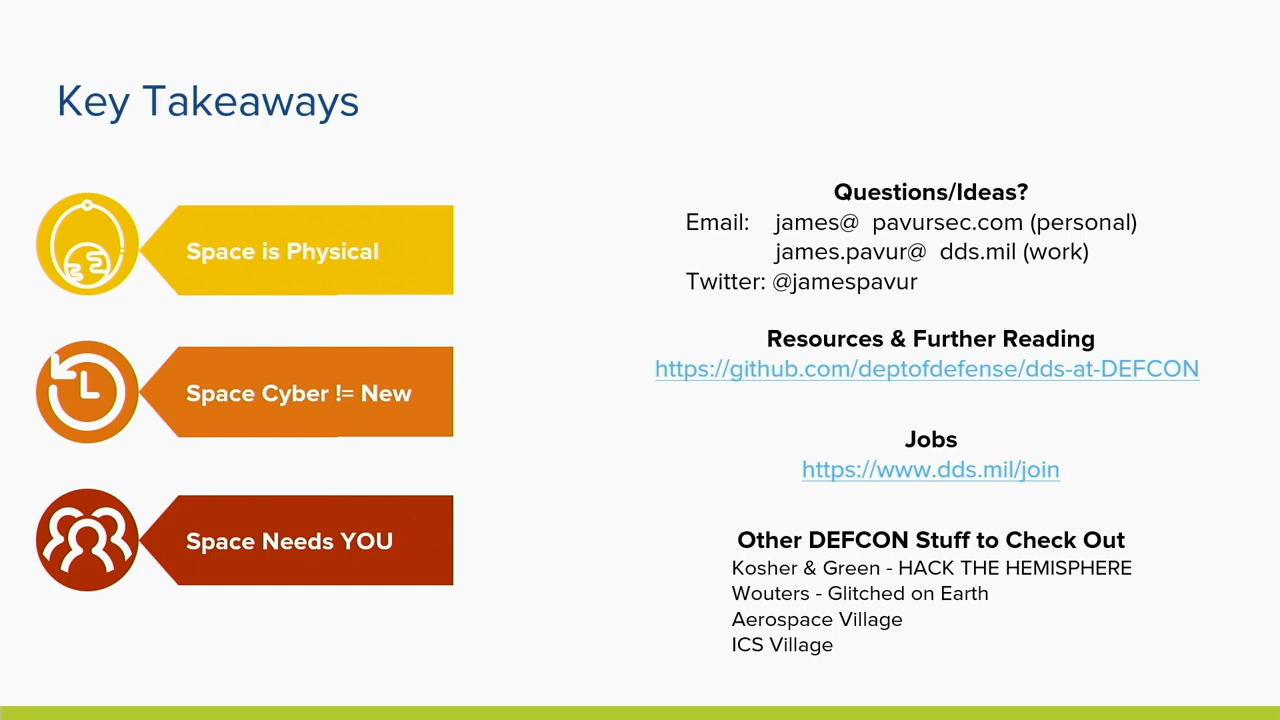 Key Takeaways
Space is Physical
Space Cyber != New
Space Needs YOU
Questions/Ideas?
Email: james@ pavursec.com (personal)
james.pavur@ dds.mil (work)
Twitter: @jamespavur
Resources & Further Reading
https://github.com/deptofdefense/dds-at-DEFCON
Jobs
https://www.dds.mil/join
Other DEFCON Stuff to Check Out
Kosher & Green - HACK THE HEMISPHERE
Wouters - Glitched on Earth
Aerospace Village
ICS Village